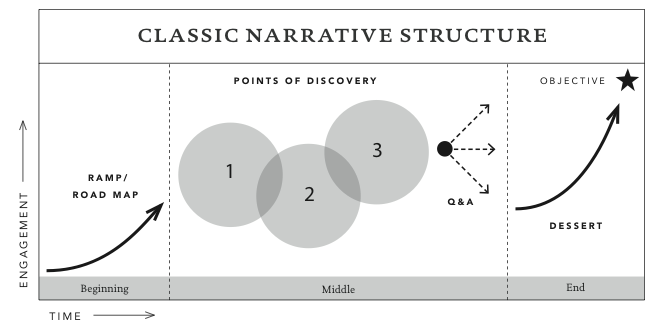 CLASSIC NARRATIVE STRUCTURE
POINTS OF DISCOVERY
OBJECTIVE
1
2
3
RAMP/
ROAD MAP
Q&A
DESSERT
ENGAGEMENT
Beginning
Middle
End
TIME